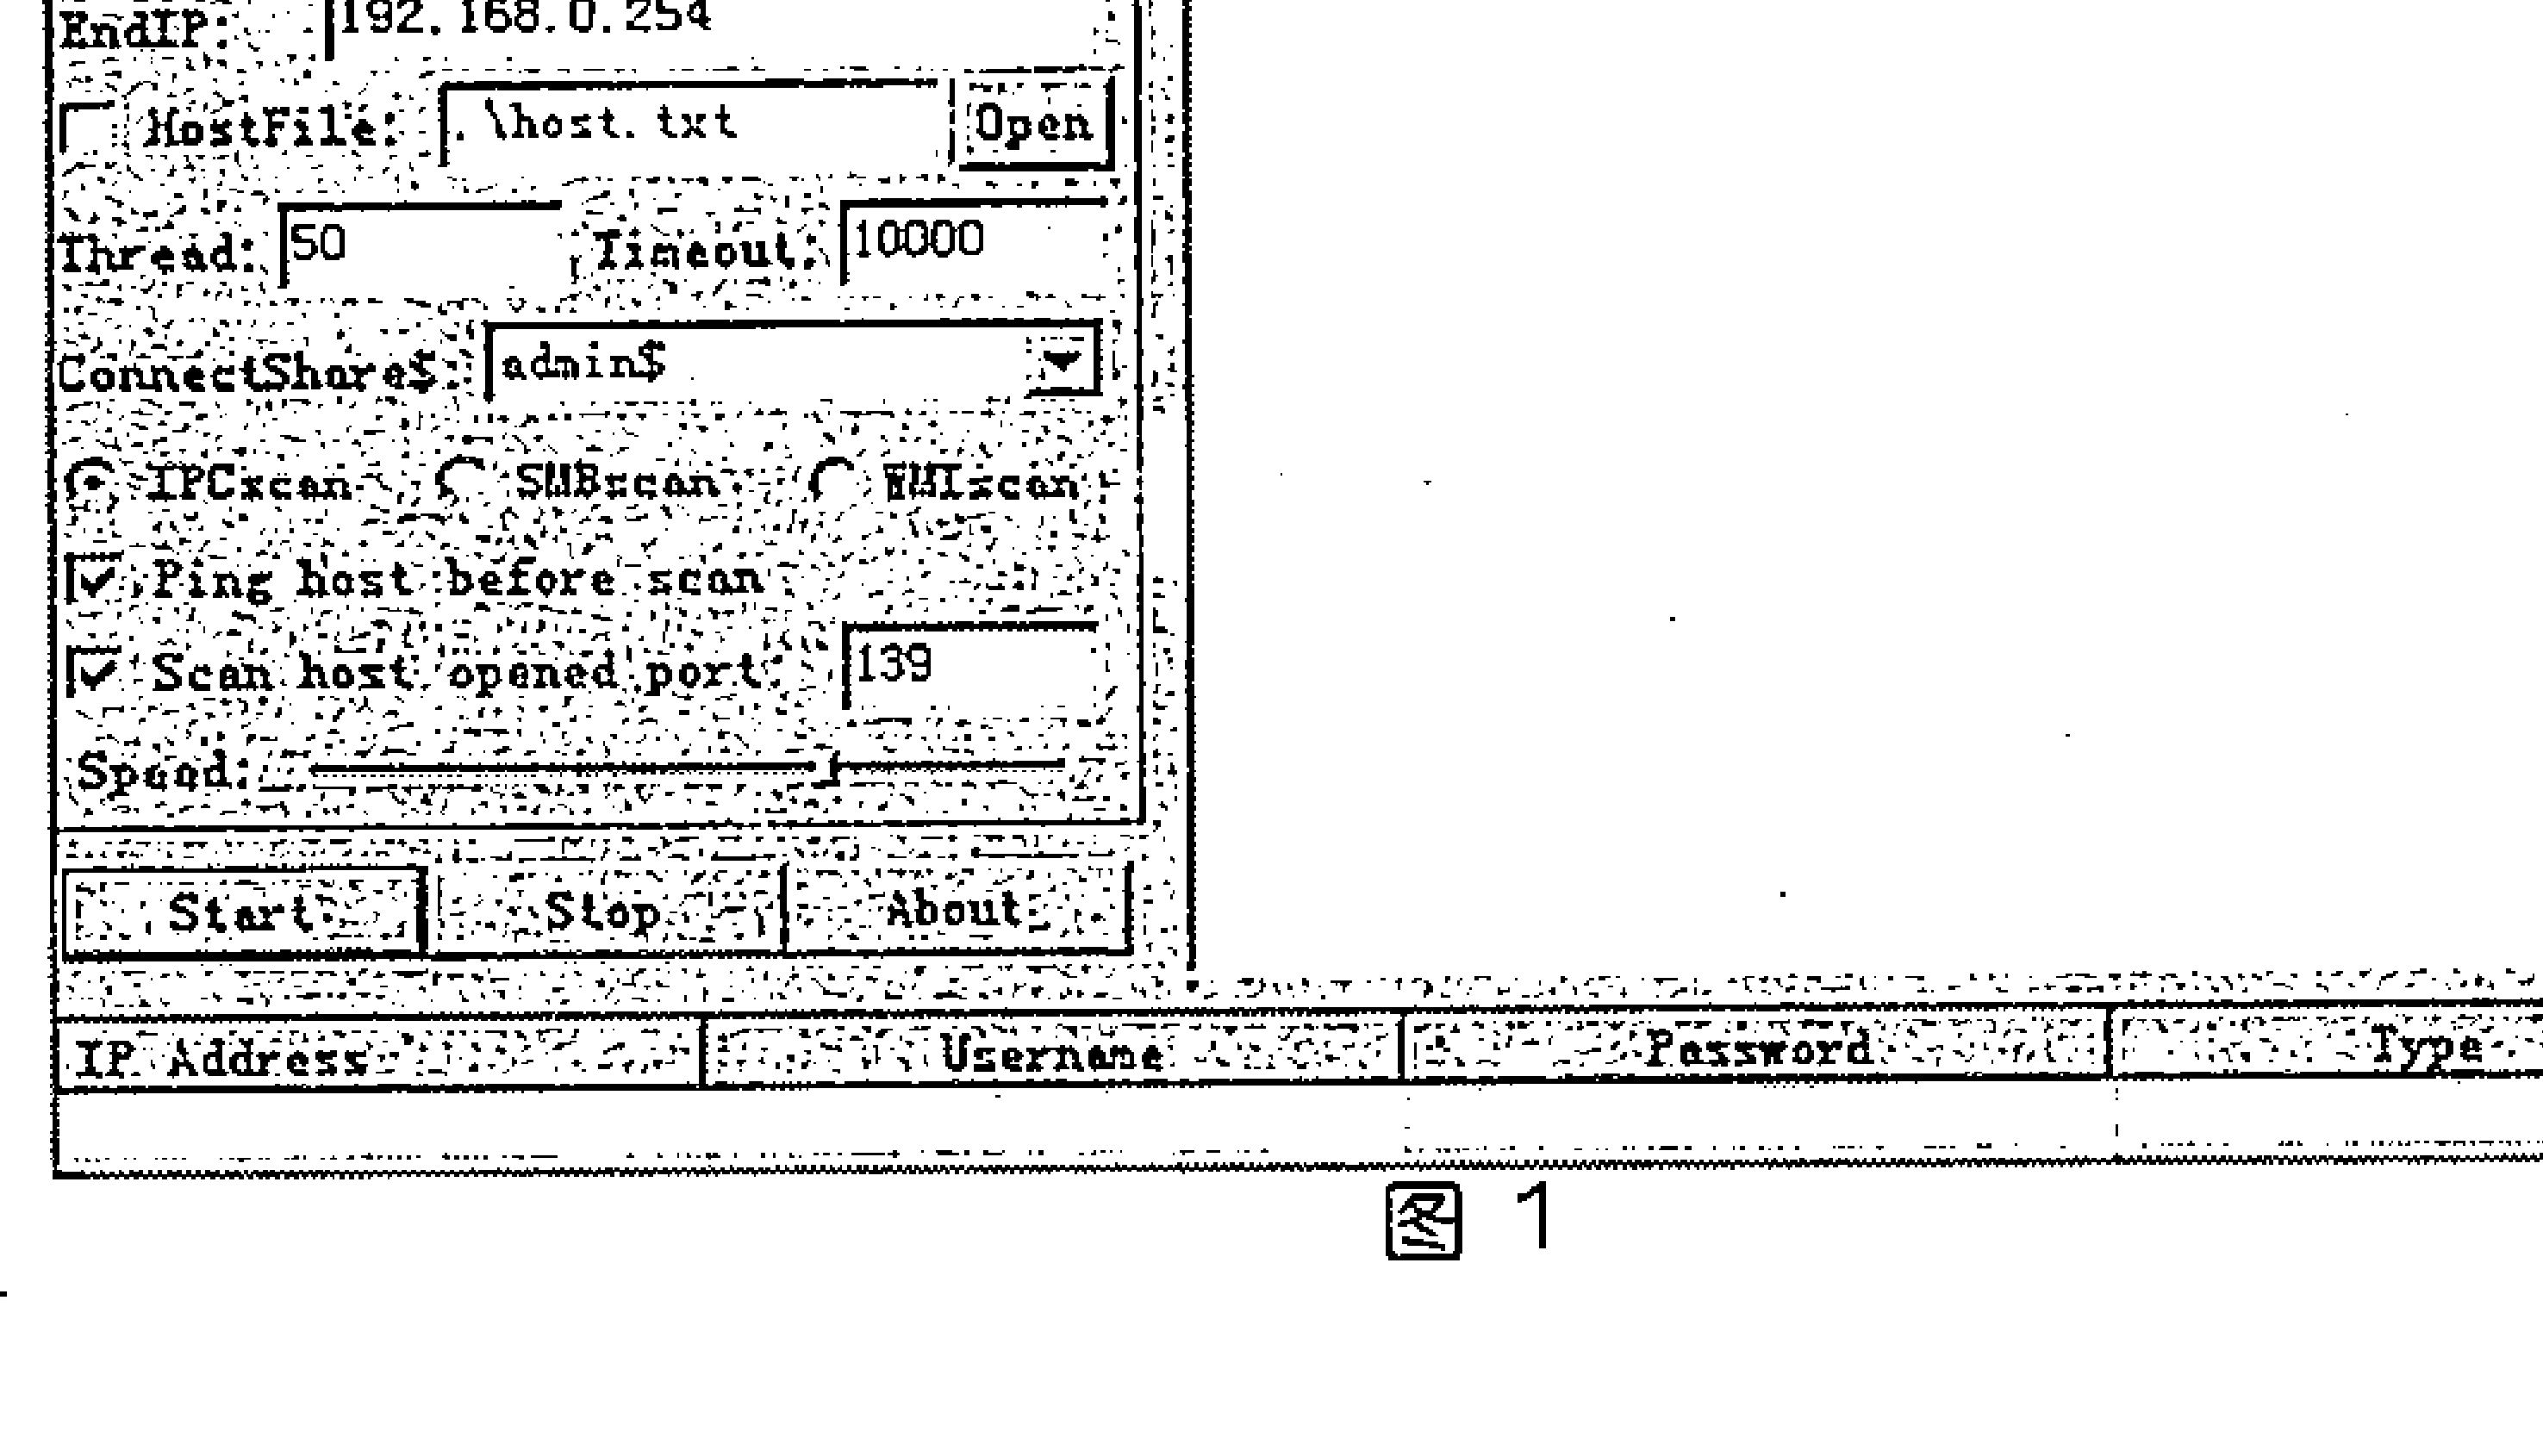 EndIP: 192.168.0.254
HostFile: .\host.txt Open
Thread: 50 Timeout: 10000
ConnectShare$: admin$
IPCscan SMBscan WMIscan
Ping host before scan
Scan host opened port: 139
Speed:
Start Stop About
IP Address Username Password Type
图 1